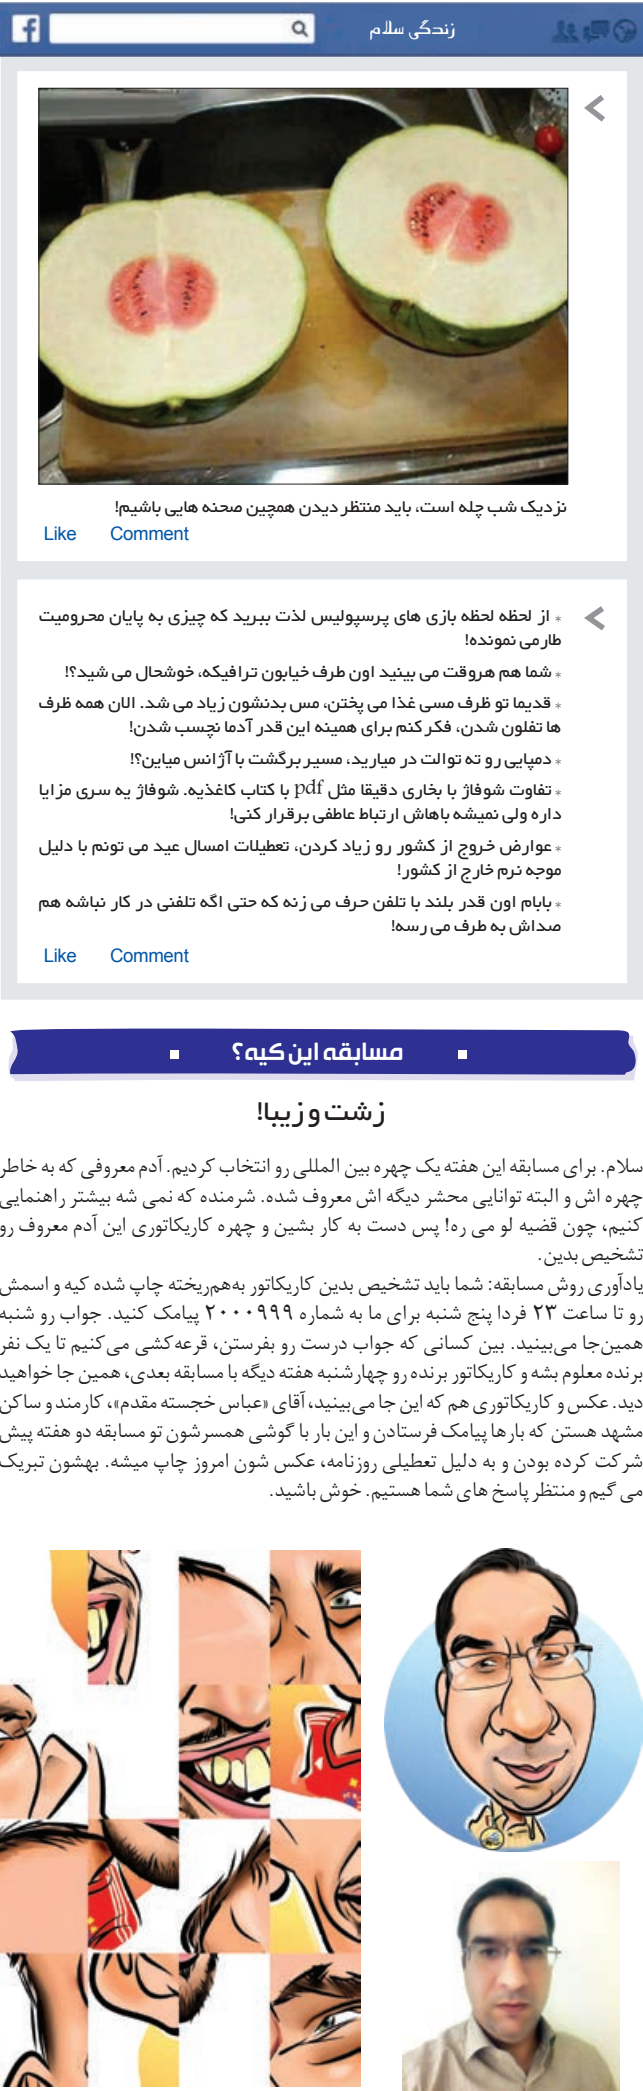 زندگی سلام
نزدیک شب چله است، باید منتظر دیدن همچین صحنه هایی باشیم!
Like Comment
* از لحظه لحظه بازی های پرسپولیس لذت ببرید که چیزی به پایان محرومیت
طارمی نمونده!
* شما هم هروقت می بینید اون طرف خیابون ترافیکه، خوشحال می شید؟!
* قدیما تو ظرف مسی غذا می پختن، مس بدنشون زیاد می شد. الان همه ظرف
ها تفلون شدن، فکر کنم برای همینه این قدر آدما نچسب شدن!
* دمپایی رو ته توالت در میارید، مسیر برگشت با آژانس میاین؟!
* تفاوت شوفاژ با بخاری دقیقا مثل pdf با کتاب کاغذیه. شوفاژ یه سری مزایا
داره ولی نمیشه باهاش ارتباط عاطفی برقرار کنی!
* عوارض خروج از کشور رو زیاد کردن، تعطیلات امسال عید می تونم با دلیل
موجه نرم خارج از کشور!
* بابام اون قدر بلند با تلفن حرف می زنه که حتی اگه تلفنی در کار نباشه هم
صداش به طرف می رسه!
Like Comment
مسابقه این کیه؟
زشت و زیبا!
سلام. برای مسابقه این هفته یک چهره بین المللی رو انتخاب کردیم. آدم معروفی که به خاطر
چهره اش و البته توانایی محشر دیگه اش معروف شده. شرمنده که نمی شه بیشتر راهنمایی
کنیم، چون قضیه لو می ره! پس دست به کار بشین و چهره کاریکاتوری این آدم معروف رو
تشخیص بدین.
یادآوری روش مسابقه: شما باید تشخیص بدین کاریکاتور به‌هم‌ریخته چاپ شده کیه و اسمش
رو تا ساعت ۲۳ فردا پنج شنبه برای ما به شماره ۲۰۰۰۹۹۹ پیامک کنید. جواب رو شنبه
همین‌جا می‌بینید. بین کسانی که جواب درست رو بفرستن، قرعه‌کشی می‌کنیم تا یک نفر
برنده معلوم بشه و کاریکاتور برنده رو چهارشنبه هفته دیگه با مسابقه بعدی، همین جا خواهید
دید. عکس و کاریکاتوری هم که این جا می‌بینید، آقای «عباس خجسته مقدم»، کارمند و ساکن
مشهد هستن که بارها پیامک فرستادن و این بار با گوشی همسرشون تو مسابقه دو هفته پیش
شرکت کرده بودن و به دلیل تعطیلی روزنامه، عکس شون امروز چاپ میشه. بهشون تبریک
می گیم و منتظر پاسخ های شما هستیم. خوش باشید.